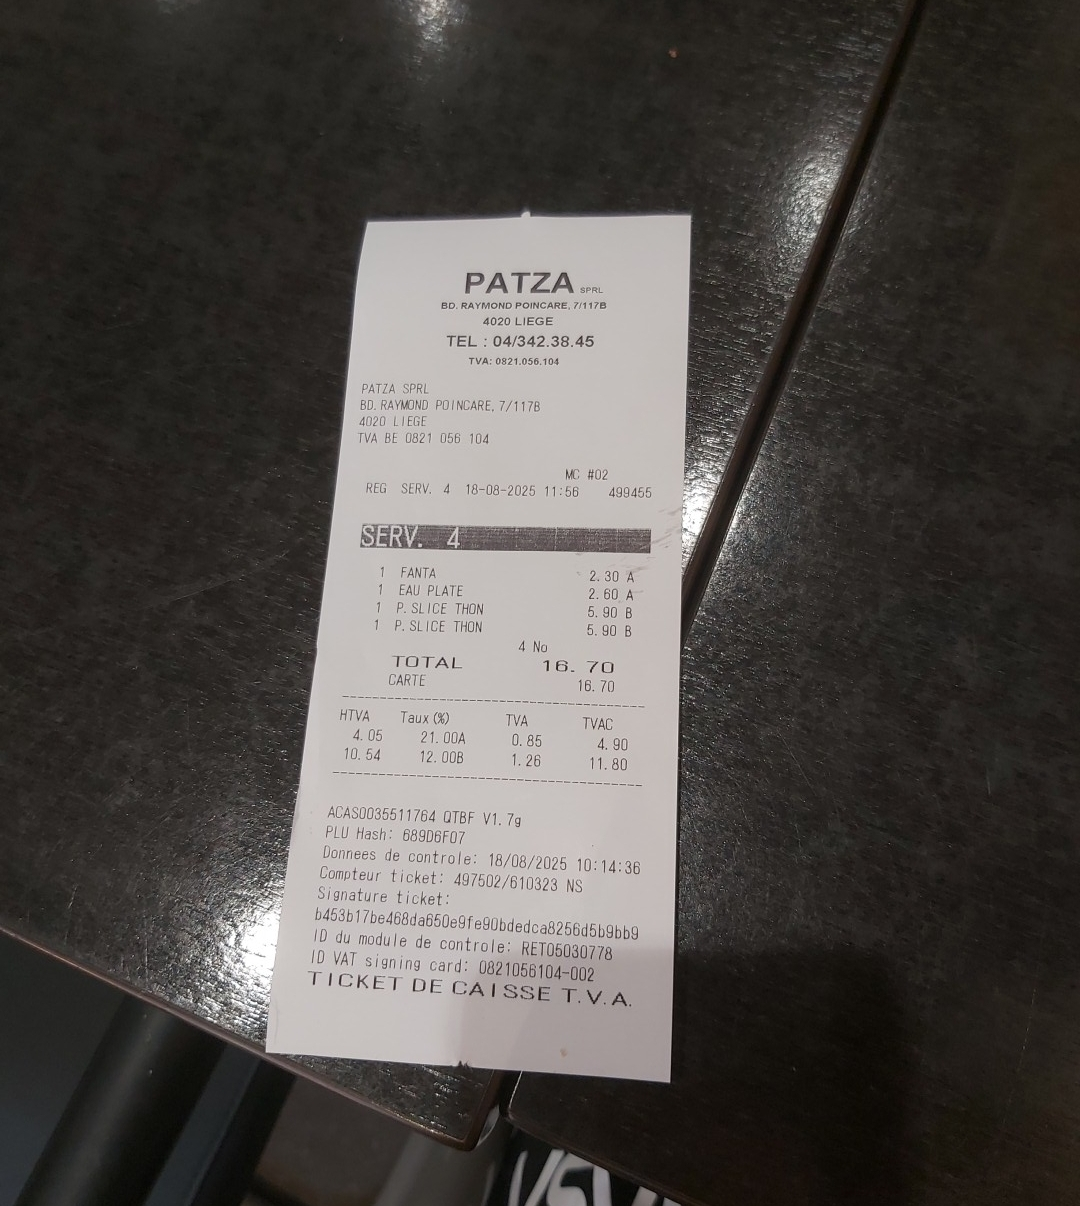 PATZA SPRL
BD. RAYMOND POINCARE, 7/117B
4020 LIEGE
TEL : 04/342.38.45
TVA: 0821.056.104
PATZA SPRL
BD. RAYMOND POINCARE, 7/117B
4020 LIEGE
TVA BE 0821 056 104
MC #02
REG SERV. 4 18-08-2025 11:56 499455
SERV. 4
1 FANTA 2.30 A
1 EAU PLATE 2.60 A
1 P. SLICE THON 5.90 B
1 P. SLICE THON 5.90 B
4 No
TOTAL 16.70
CARTE 16.70
HTVA Taux (%) TVA TVAC
4.05 21.00A 0.85 4.90
10.54 12.00B 1.26 11.80
ACAS0035511764 QTBF V1.7g
PLU Hash: 689D6F07
Donnees de controle: 18/08/2025 10:14:36
Compteur ticket: 497502/610323 NS
Signature ticket:
b453b17be468da650e9fe90bdedca8256d5b9bb9
ID du module de controle: RET05030778
ID VAT signing card: 0821056104-002
TICKET DE CAISSE T.V.A.